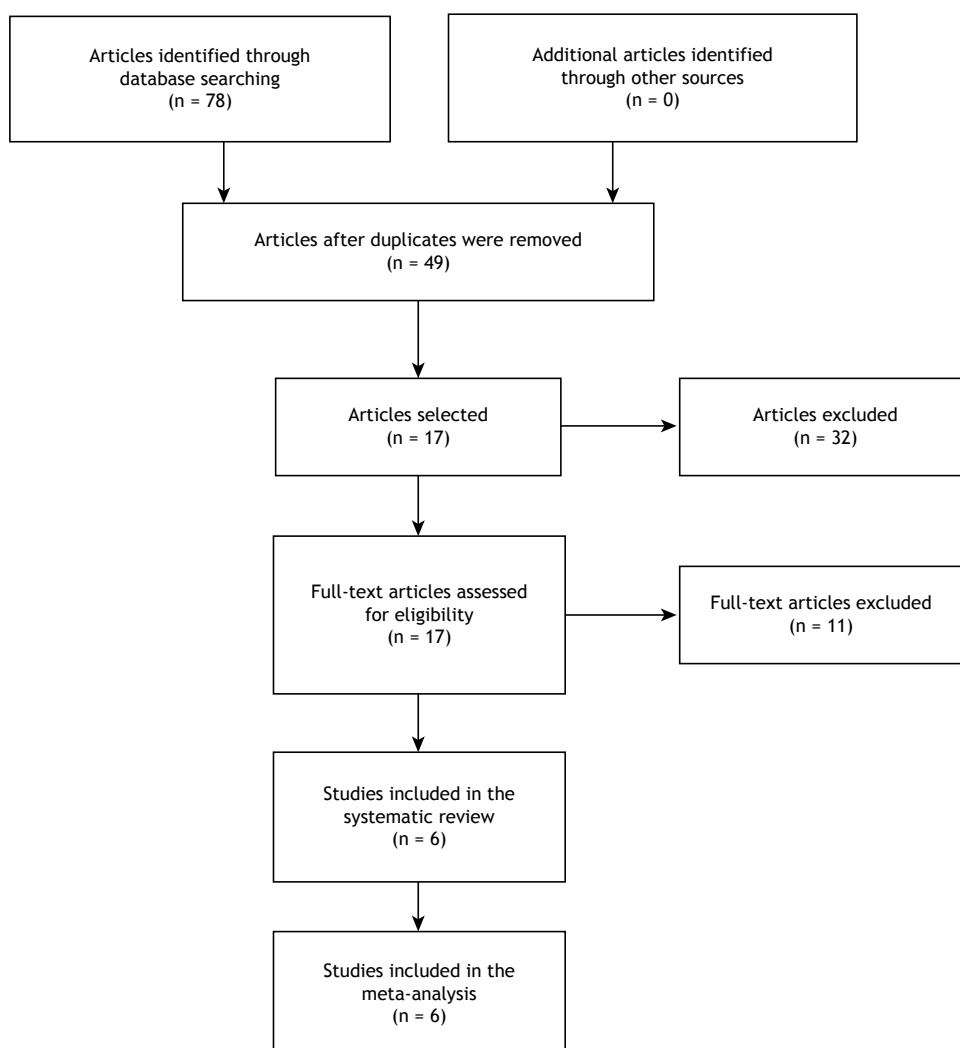 Articles identified through
database searching
(n = 78)
Additional articles identified
through other sources
(n = 0)
Articles after duplicates were removed
(n = 49)
Articles selected
(n = 17)
Articles excluded
(n = 32)
Full-text articles assessed
for eligibility
(n = 17)
Full-text articles excluded
(n = 11)
Studies included in the
systematic review
(n = 6)
Studies included in the
meta-analysis
(n = 6)